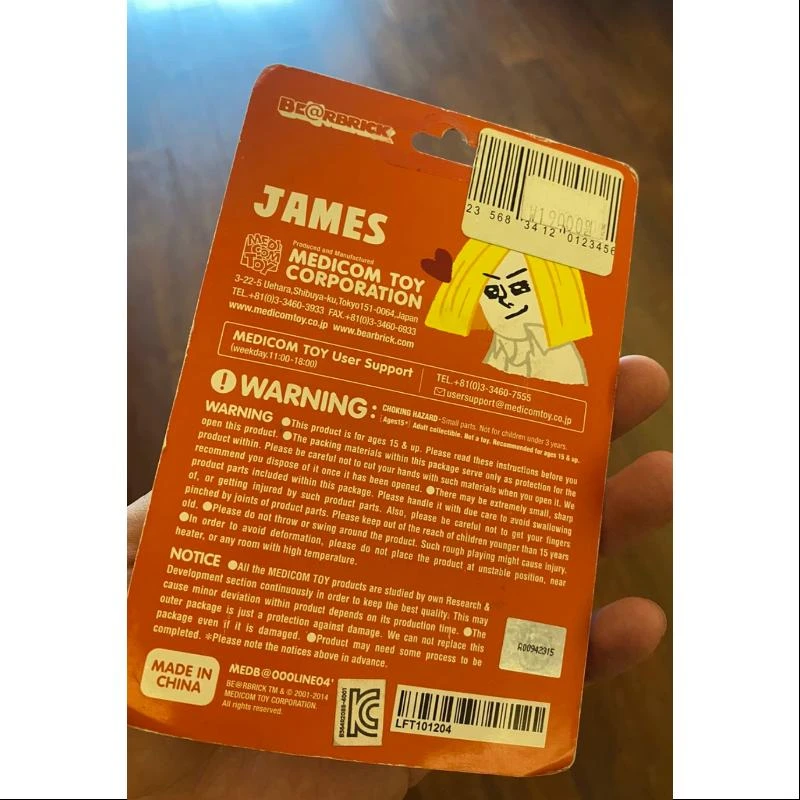 BE@RBRICK
23 568 3412 0123456
JAMES
MEDI
COM
TOY
Produced and Manufactured
MEDICOM TOY
CORPORATION
3-22-5 Uehara,Shibuya-ku,Tokyo151-0064,Japan
TEL.+81(0)3-3460-3933 FAX.+81(0)3-3460-6933
www.medicomtoy.co.jp www.bearbrick.com
MEDICOM TOY User Support
(weekday.11:00-18:00)
TEL.+81(0)3-3460-7555
usersupport@medicomtoy.co.jp
WARNING:
CHOKING HAZARD-Small parts. Not for children under 3 years.
[Ages15+] Adult collectible. Not a toy. Recommended for ages 15 & up.
WARNING ●This product is for ages 15 & up. Please read these instructions before you
open this product. ●The packing materials within this package serve only as protection for the
product within. Please be careful not to cut your hands with such materials when you open it. We
recommend you dispose of it once it has been opened. ●There may be extremely small, sharp
product parts included within this package. Please handle it with due care to avoid swallowing
of, or getting injured by such product parts. Also, please be careful not to get your fingers
pinched by joints of product parts. Please keep out of the reach of children younger than 15 years
old. ●Please do not throw or swing around the product. Such rough playing might cause injury.
●In order to avoid deformation, please do not place the product at unstable position, near
heater, or any room with high temperature.
NOTICE ●All the MEDICOM TOY products are studied by own Research &
Development section continuously in order to keep the best quality. This may
cause minor deviation within product depends on its production time. ●The
outer package is just a protection against damage. We can not replace this
package even if it is damaged. ●Product may need some process to be
completed. *Please note the notices above in advance.
A00942315
MADE IN
CHINA
MEDB@000LINE04'
BE@RBRICK TM & © 2001-2014
MEDICOM TOY CORPORATION.
All rights reserved.
B364H2088-4001
LFT101204